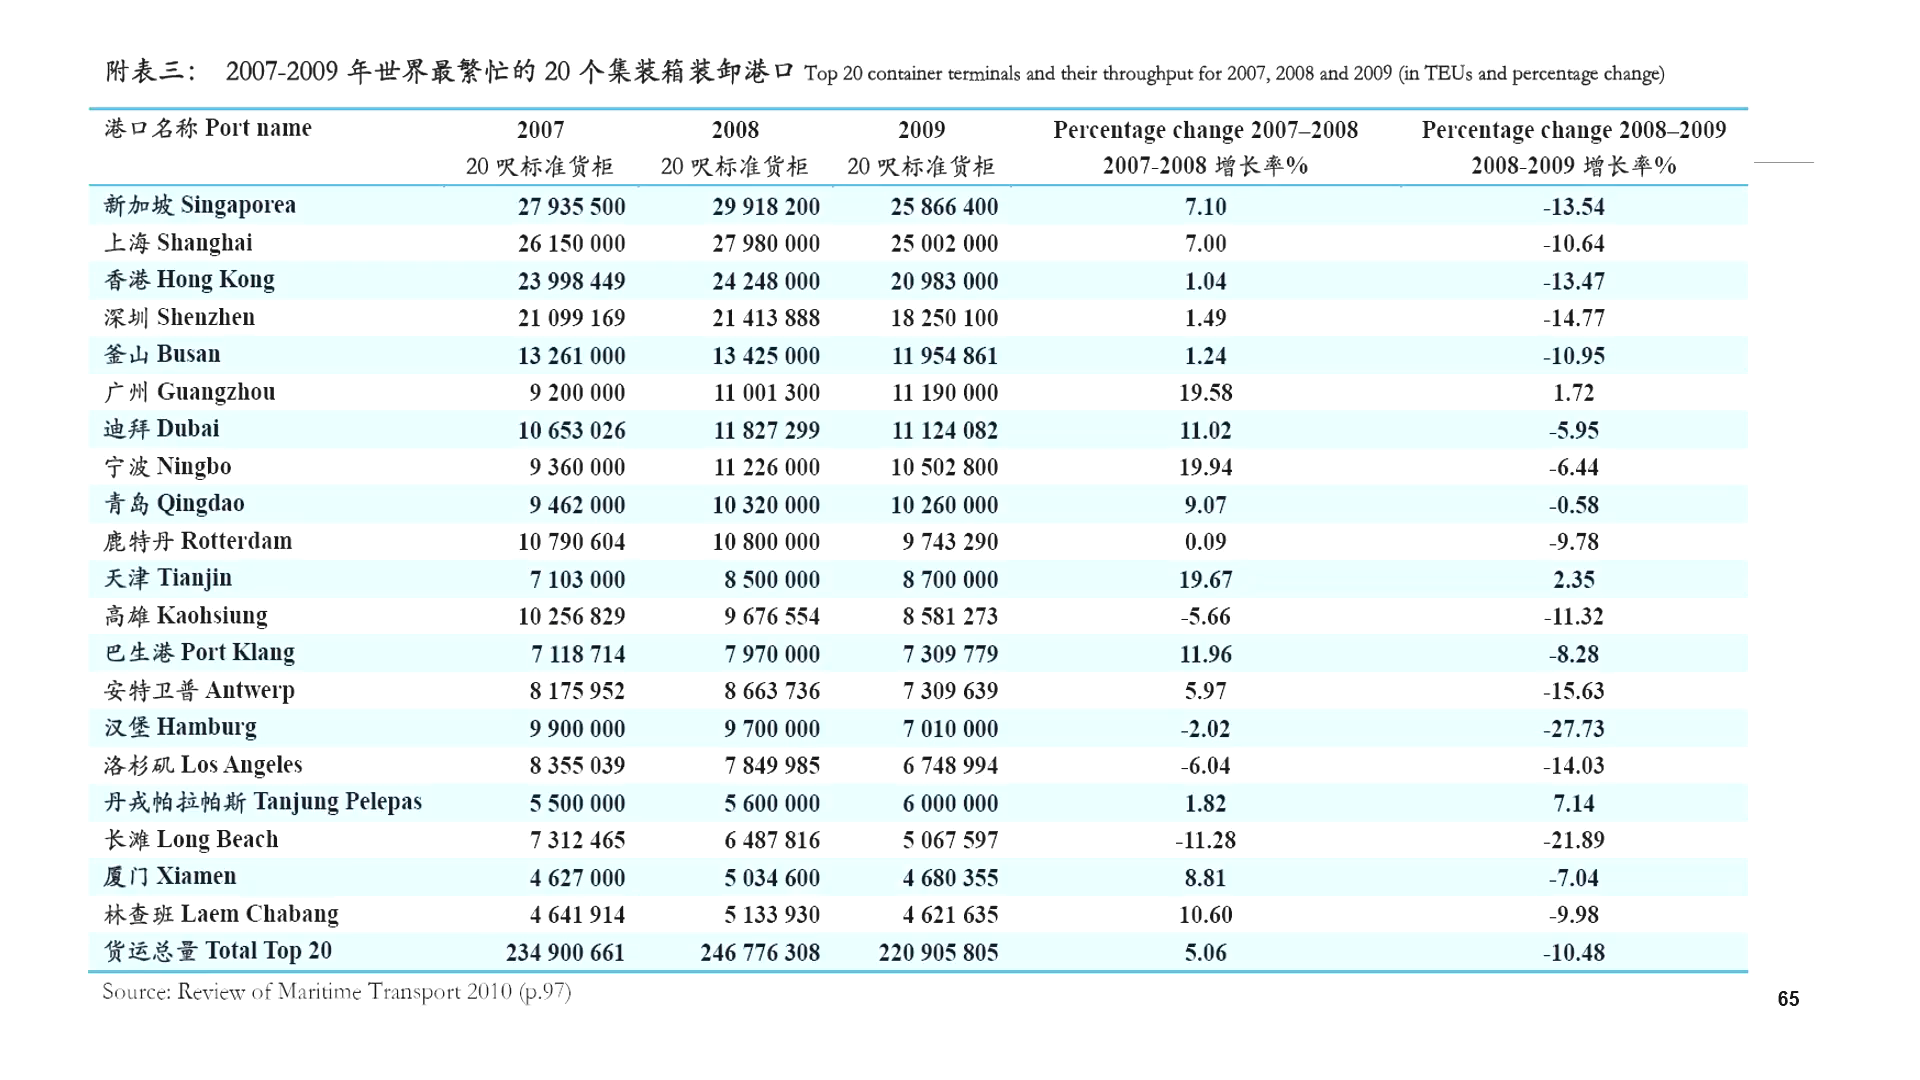 附表三： 2007-2009 年世界最繁忙的 20 个集装箱装卸港口 Top 20 container terminals and their throughput for 2007, 2008 and 2009 (in TEUs and percentage change)
港口名称 Port name 2007 2008 2009 Percentage change 2007–2008 Percentage change 2008–2009
20 呎标准货柜 20 呎标准货柜 20 呎标准货柜 2007-2008 增长率% 2008-2009 增长率%
新加坡 Singaporea 27 935 500 29 918 200 25 866 400 7.10 -13.54
上海 Shanghai 26 150 000 27 980 000 25 002 000 7.00 -10.64
香港 Hong Kong 23 998 449 24 248 000 20 983 000 1.04 -13.47
深圳 Shenzhen 21 099 169 21 413 888 18 250 100 1.49 -14.77
釜山 Busan 13 261 000 13 425 000 11 954 861 1.24 -10.95
广州 Guangzhou 9 200 000 11 001 300 11 190 000 19.58 1.72
迪拜 Dubai 10 653 026 11 827 299 11 124 082 11.02 -5.95
宁波 Ningbo 9 360 000 11 226 000 10 502 800 19.94 -6.44
青岛 Qingdao 9 462 000 10 320 000 10 260 000 9.07 -0.58
鹿特丹 Rotterdam 10 790 604 10 800 000 9 743 290 0.09 -9.78
天津 Tianjin 7 103 000 8 500 000 8 700 000 19.67 2.35
高雄 Kaohsiung 10 256 829 9 676 554 8 581 273 -5.66 -11.32
巴生港 Port Klang 7 118 714 7 970 000 7 309 779 11.96 -8.28
安特卫普 Antwerp 8 175 952 8 663 736 7 309 639 5.97 -15.63
汉堡 Hamburg 9 900 000 9 700 000 7 010 000 -2.02 -27.73
洛杉矶 Los Angeles 8 355 039 7 849 985 6 748 994 -6.04 -14.03
丹戎帕拉帕斯 Tanjung Pelepas 5 500 000 5 600 000 6 000 000 1.82 7.14
长滩 Long Beach 7 312 465 6 487 816 5 067 597 -11.28 -21.89
厦门 Xiamen 4 627 000 5 034 600 4 680 355 8.81 -7.04
林查班 Laem Chabang 4 641 914 5 133 930 4 621 635 10.60 -9.98
货运总量 Total Top 20 234 900 661 246 776 308 220 905 805 5.06 -10.48
Source: Review of Maritime Transport 2010 (p.97)
65